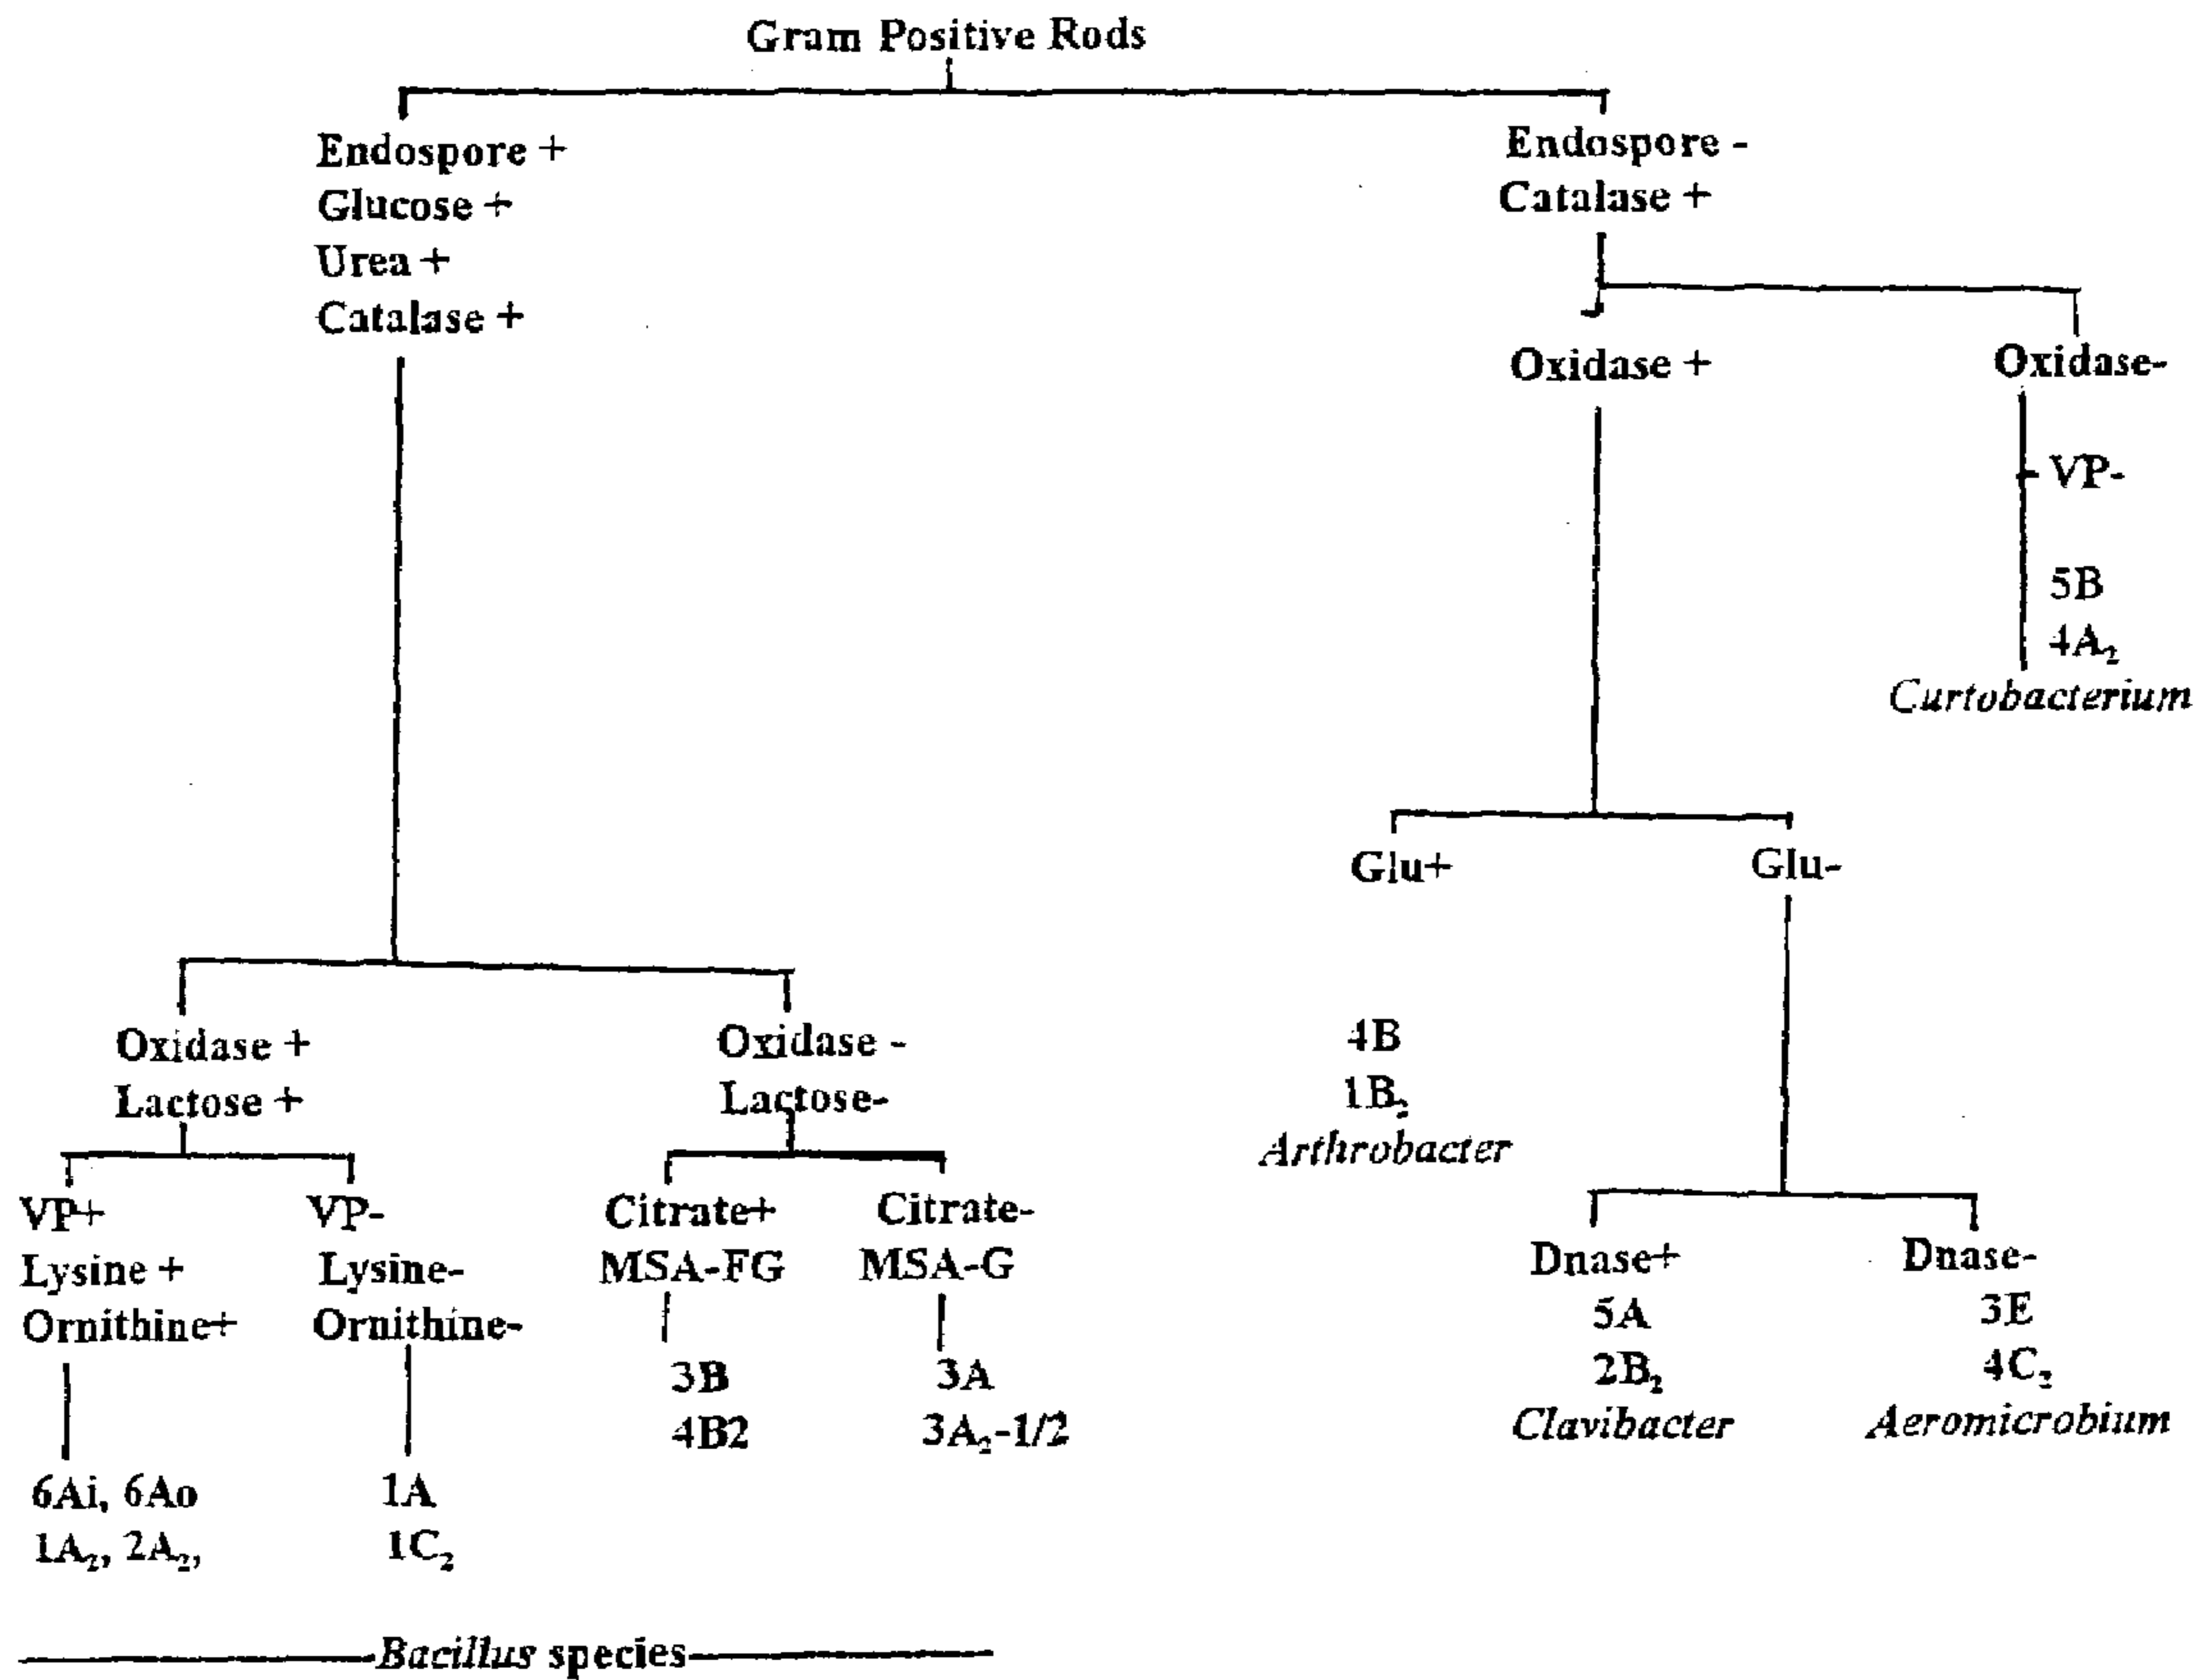 Gram Positive Rods
Endospore +
Glucose +
Urea +
Catalase +
Endospore -
Catalase +
Oxidase +
Oxidase-
VP-
5B
4A₂
Curtobacterium
Glu+
Glu-
4B
1B₂
Arthrobacter
Dnase+
5A
2B₂
Clavibacter
Dnase-
3E
4C₂
Aeromicrobium
Oxidase +
Lactose +
Oxidase -
Lactose-
VP+
Lysine +
Ornithine+
VP-
Lysine-
Ornithine-
Citrate+
MSA-FG
Citrate-
MSA-G
3B
4B2
3A
3A₂-1/2
6Ai, 6Ao
1A₂, 2A₂,
1A
1C₂
Bacillus species